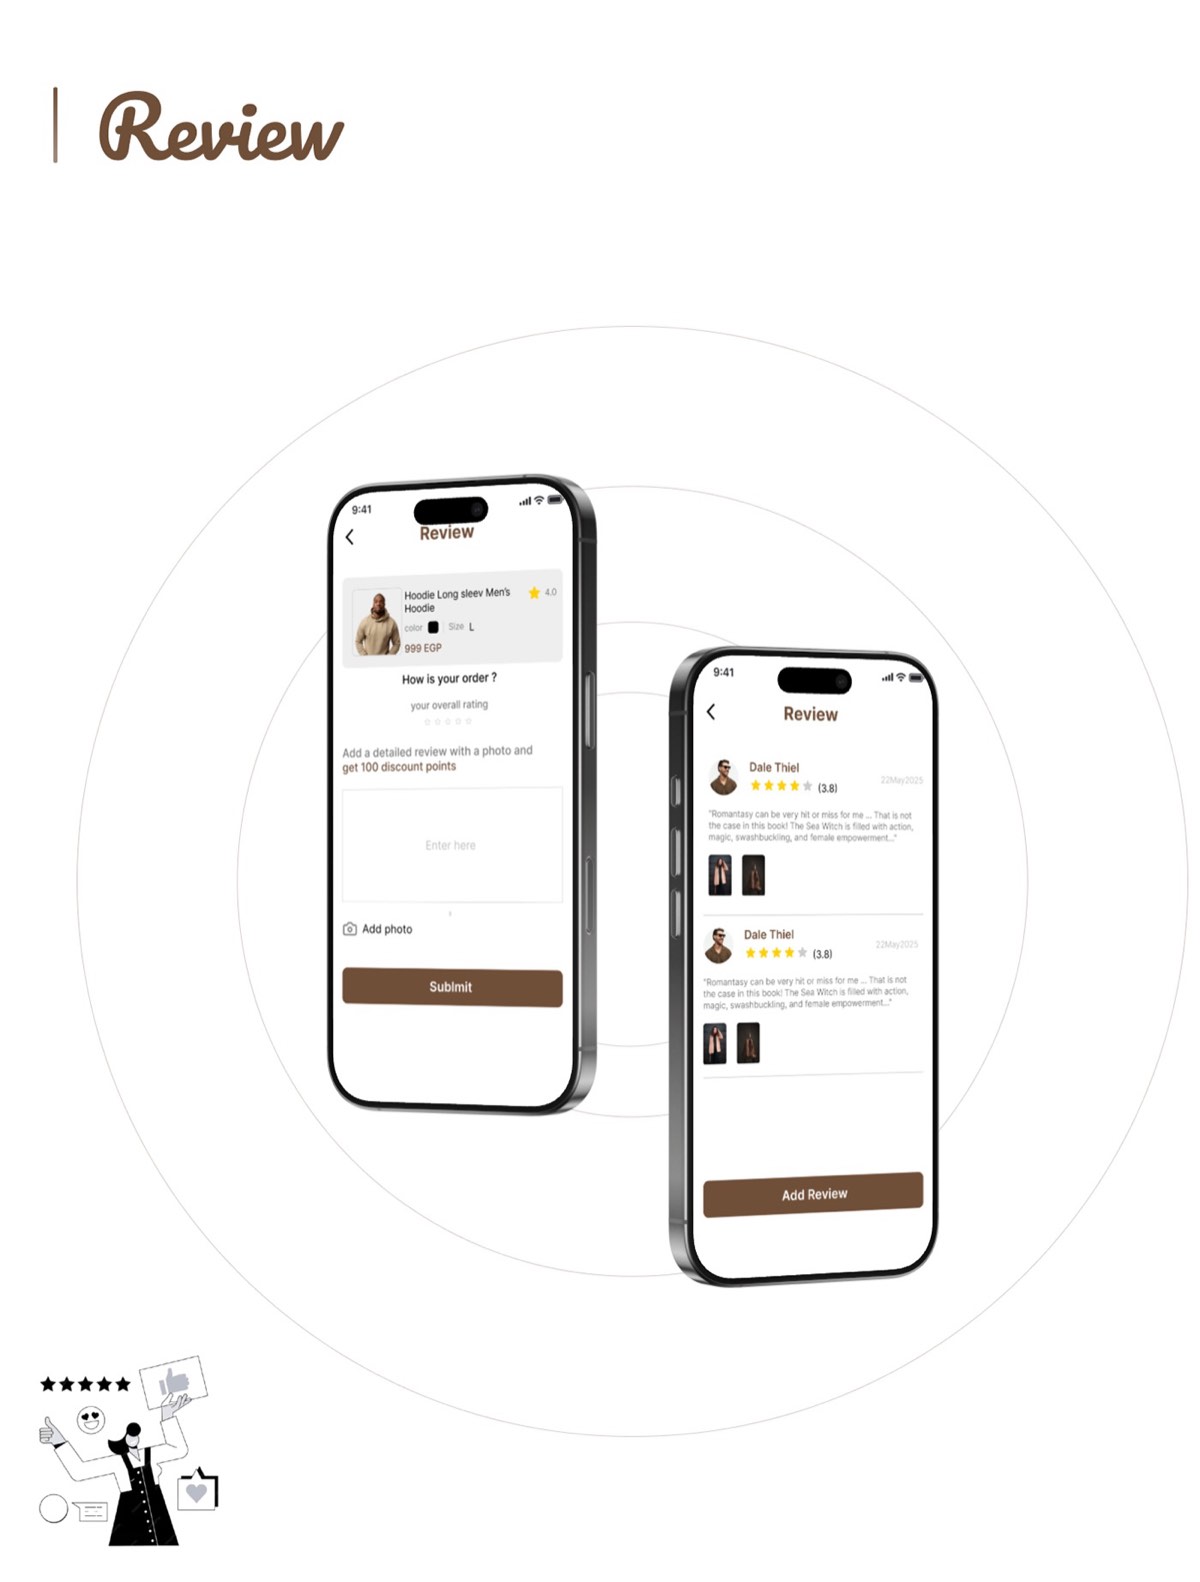 Review
9:41
Review
Hoodie Long sleev Men's
Hoodie
4.0
color
Size L
999 EGP
How is your order ?
your overall rating
Add a detailed review with a photo and
get 100 discount points
Enter here
Add photo
SubImit
9:41
Review
Dale Thiel
(3.8)
22May2025
"Romantasy can be very hit or miss for me ... That is not
the case in this book! The Sea Witch is filled with action,
magic, swashbuckling, and female empowerment..."
Dale Thiel
(3.8)
22May2025
"Romantasy can be very hit or miss for me ... That is not
the case in this book! The Sea Witch is filled with action,
magic, swashbuckling, and female empowerment..."
Add Review